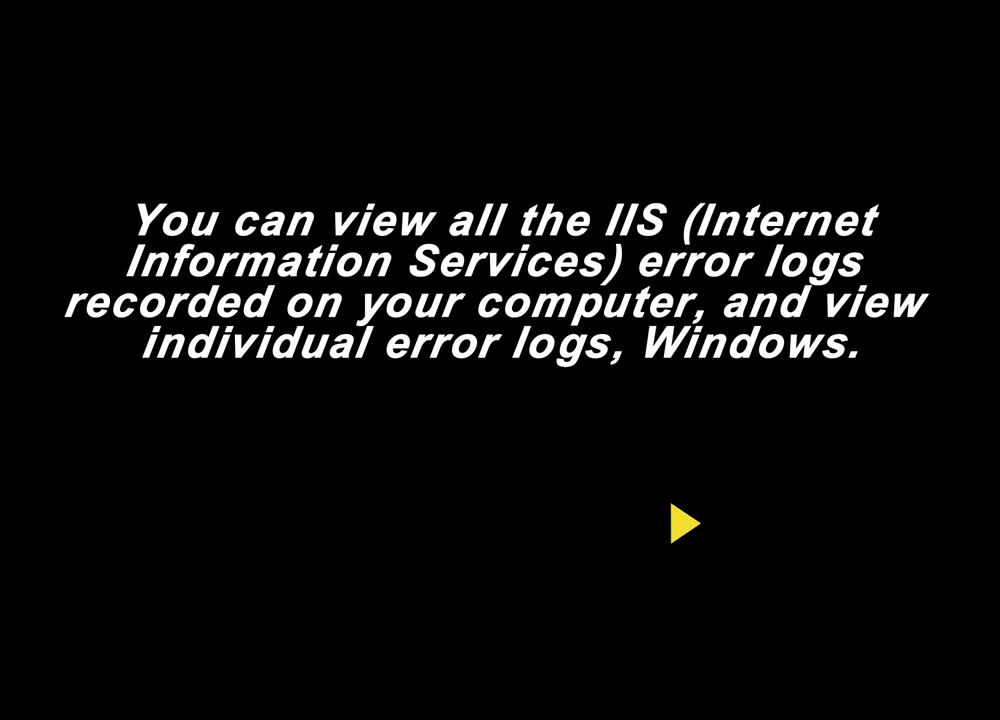 You can view all the IIS (Internet
Information Services) error logs
recorded on your computer, and view
individual error logs, Windows.